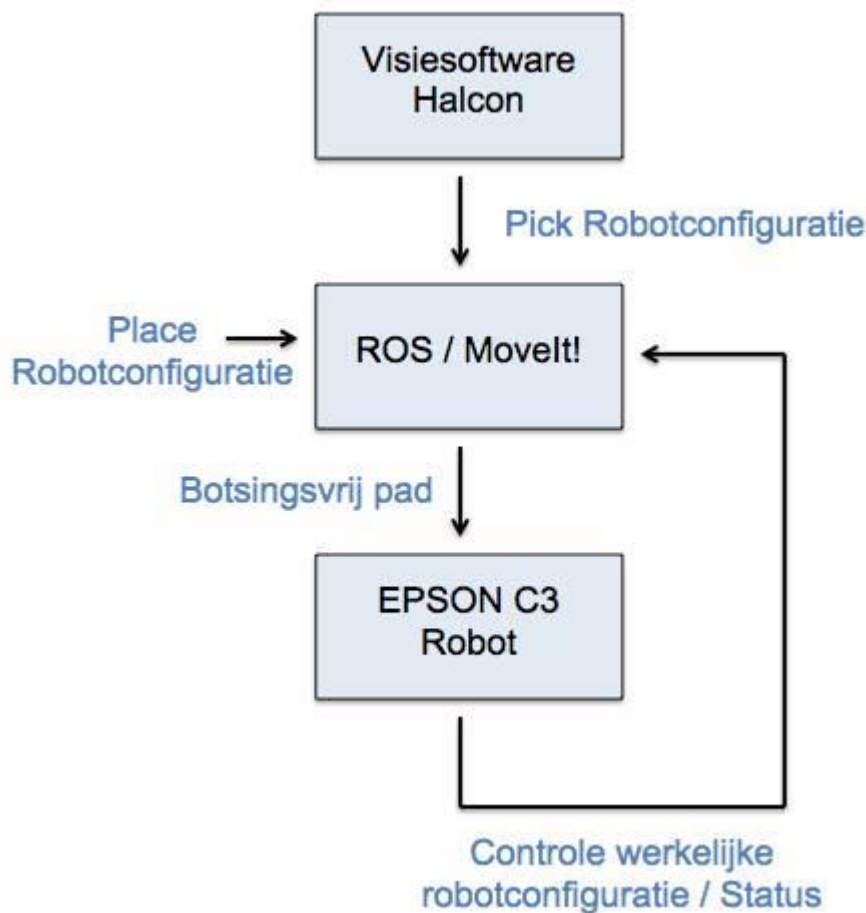 Visiesoftware
Halcon
Pick Robotconfiguratie
Place
Robotconfiguratie
ROS / MoveIt!
Botsingsvrij pad
EPSON C3
Robot
Controle werkelijke
robotconfiguratie / Status